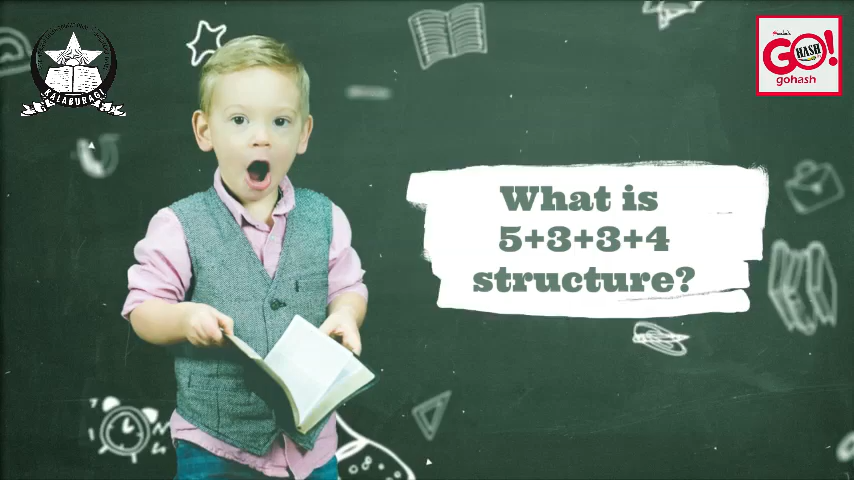 KALABURAGI
GO!
HASH
gohash
What is
5+3+3+4
structure?